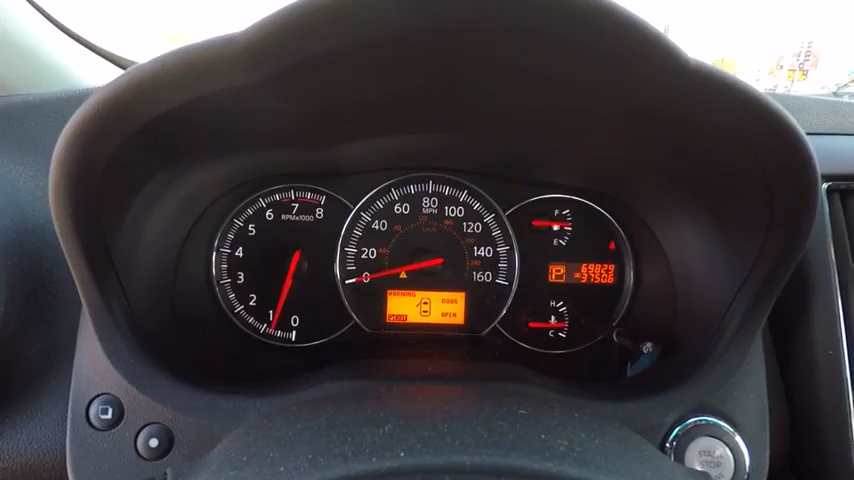 0 1 2 3 4 5 6 7 8
RPMx1000
0 20 40 60 80 100 120 140 160
MPH
WARNING
DOOR
OPEN
F
E
P
69829
37506
H
C
START
STOP